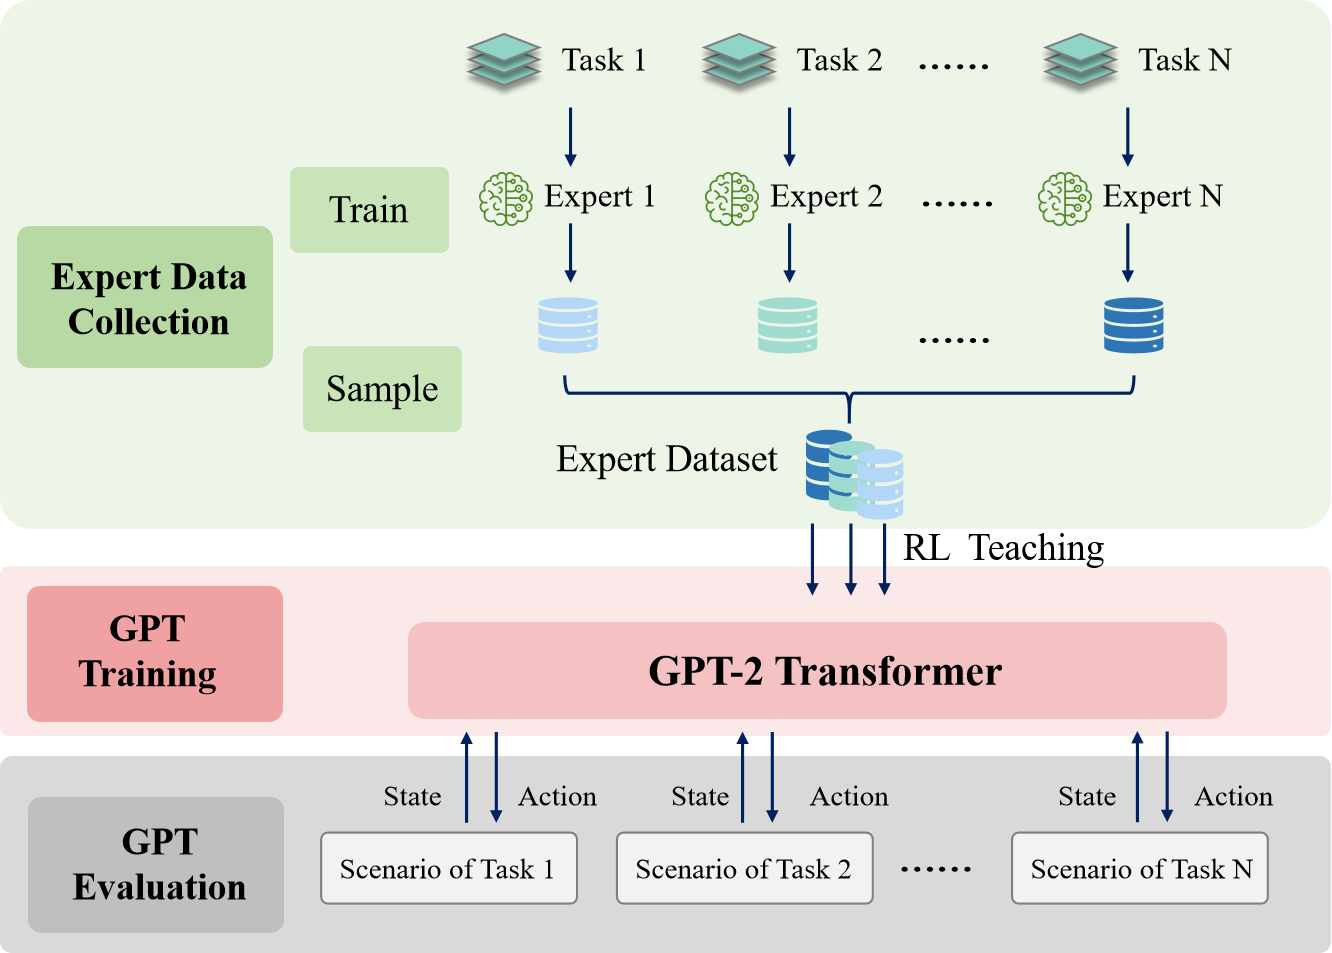 Task 1
Task 2
......
Task N
Train
Expert 1
Expert 2
......
Expert N
Expert Data
Collection
......
Sample
Expert Dataset
RL Teaching
GPT
Training
GPT-2 Transformer
State
Action
State
Action
State
Action
GPT
Evaluation
Scenario of Task 1
Scenario of Task 2
......
Scenario of Task N